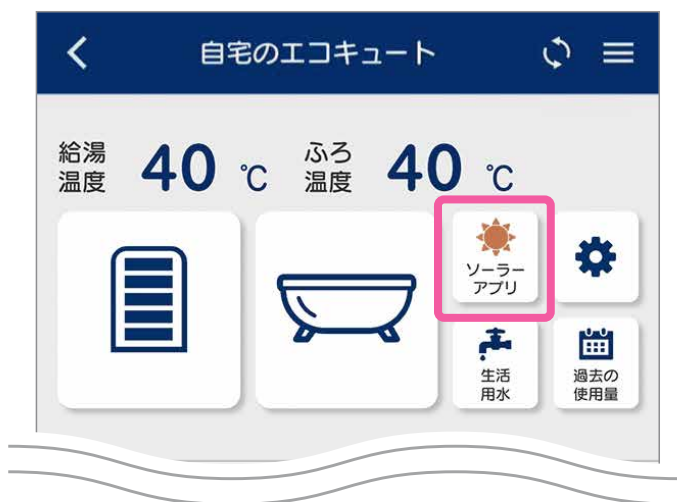 自宅のエコキュート
給湯
温度
40 ℃
ふろ
温度
40 ℃
ソーラー
アプリ
生活
用水
過去の
使用量